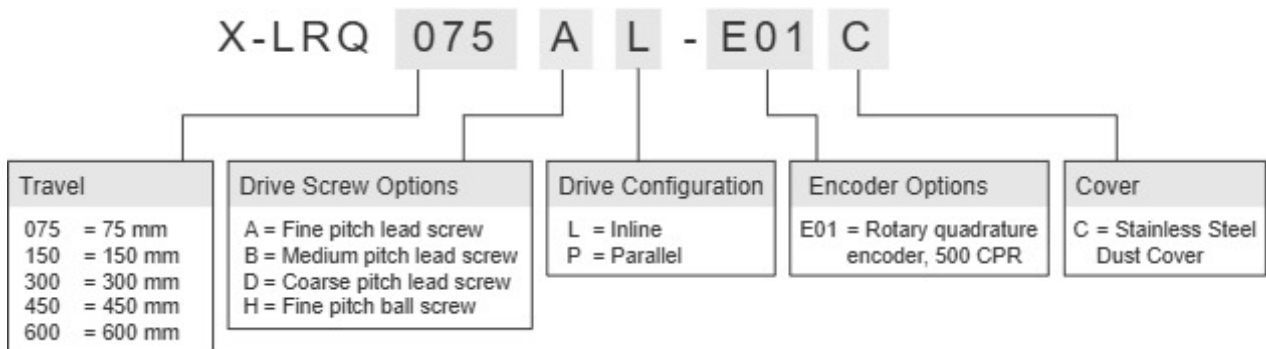 X-LRQ 075 A L - E01 C
Travel
075 = 75 mm
150 = 150 mm
300 = 300 mm
450 = 450 mm
600 = 600 mm
Drive Screw Options
A = Fine pitch lead screw
B = Medium pitch lead screw
D = Coarse pitch lead screw
H = Fine pitch ball screw
Drive Configuration
L = Inline
P = Parallel
Encoder Options
E01 = Rotary quadrature
encoder, 500 CPR
Cover
C = Stainless Steel
Dust Cover